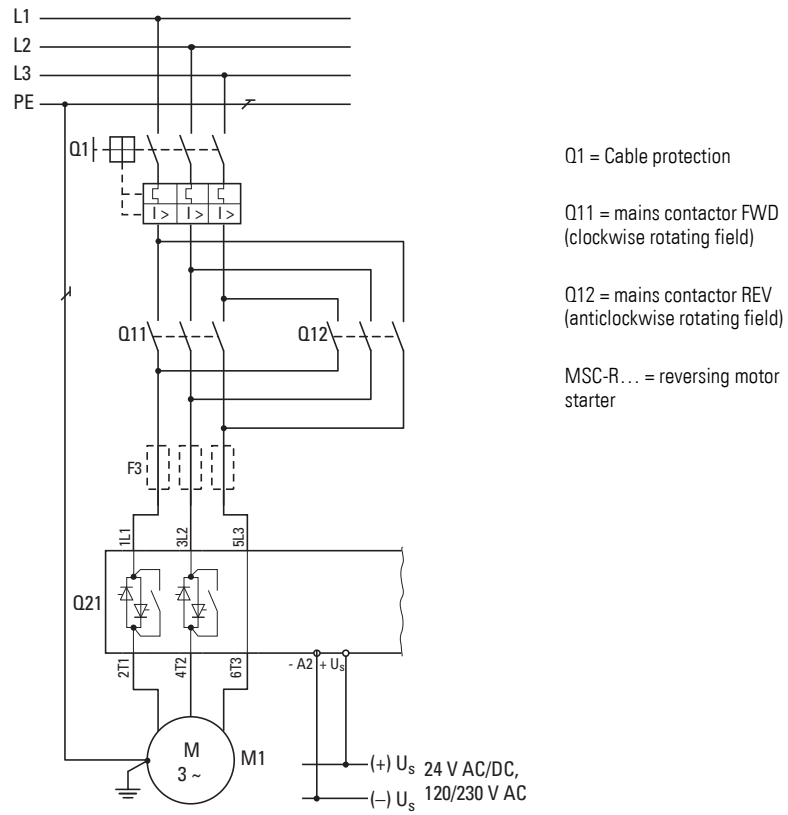 L1
L2
L3
PE
Q1
I > I > I >
Q1 = Cable protection
Q11 = mains contactor FWD
(clockwise rotating field)
Q12 = mains contactor REV
(anticlockwise rotating field)
MSC-R… = reversing motor
starter
Q11
Q12
F3
1L1 3L2 5L3
Q21
2T1 4T2 6T3
- A2 + Us
M
3 ~
M1
(+) Us
(–) Us
24 V AC/DC,
120/230 V AC